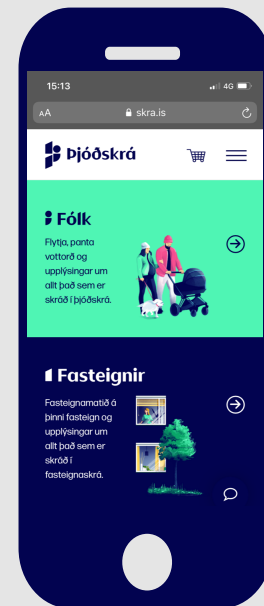 15:13
4G
AA
skra.is
Þjóðskrá
Fólk
Flytja, panta
vottorð og
upplýsingar um
allt það sem er
skráð í þjóðskrá.
Fasteignir
Fasteignamatið á
þinni fasteign og
upplýsingar um
allt það sem er
skráð í
fasteignaskrá.